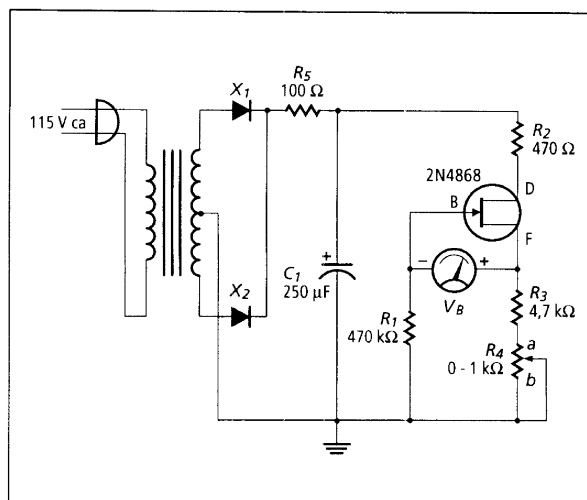 115 V ca
X1
X2
R5
100 Ω
C1
250 µF
+
R2
470 Ω
2N4868
B
D
F
−
+
VB
R1
470 kΩ
R3
4,7 kΩ
R4
0 - 1 kΩ
a
b